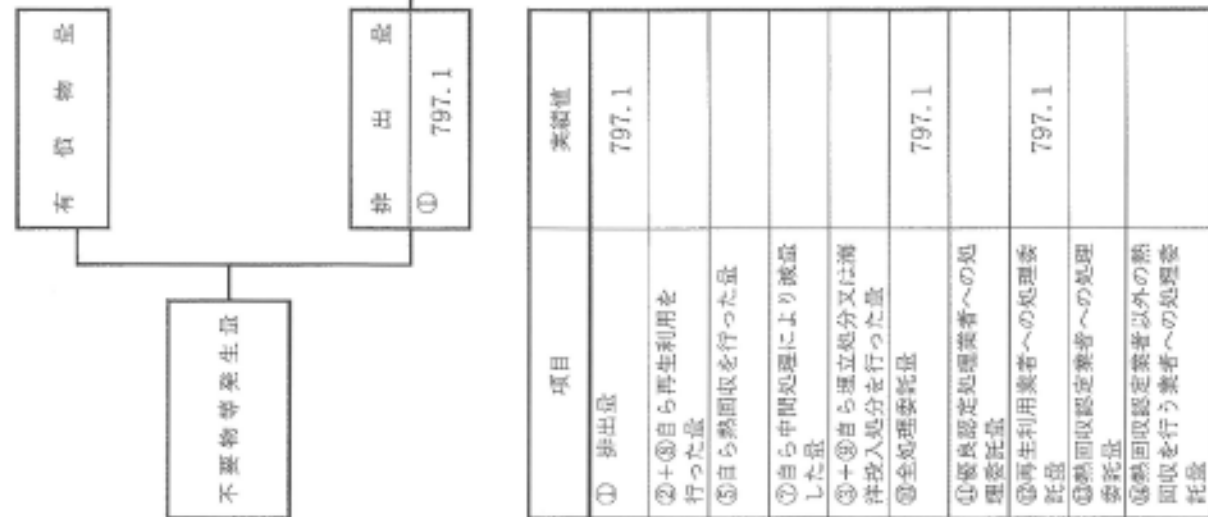 有償物量
不要物等発生量
排出量
① 797.1
項目 実績値
① 排出量 797.1
②+⑧自ら再生利用を
行った量
⑤自ら熱回収を行った量
⑦自ら中間処理により減量
した量
③+⑨自ら埋立処分又は海
洋投入処分を行った量
⑩全処理委託量 797.1
⑪優良認定処理業者への処
理委託量
⑫再生利用業者への処理委
託量 797.1
⑬熱回収認定業者への処理
委託量
⑭熱回収認定業者以外の熱
回収を行う業者への処理委
託量